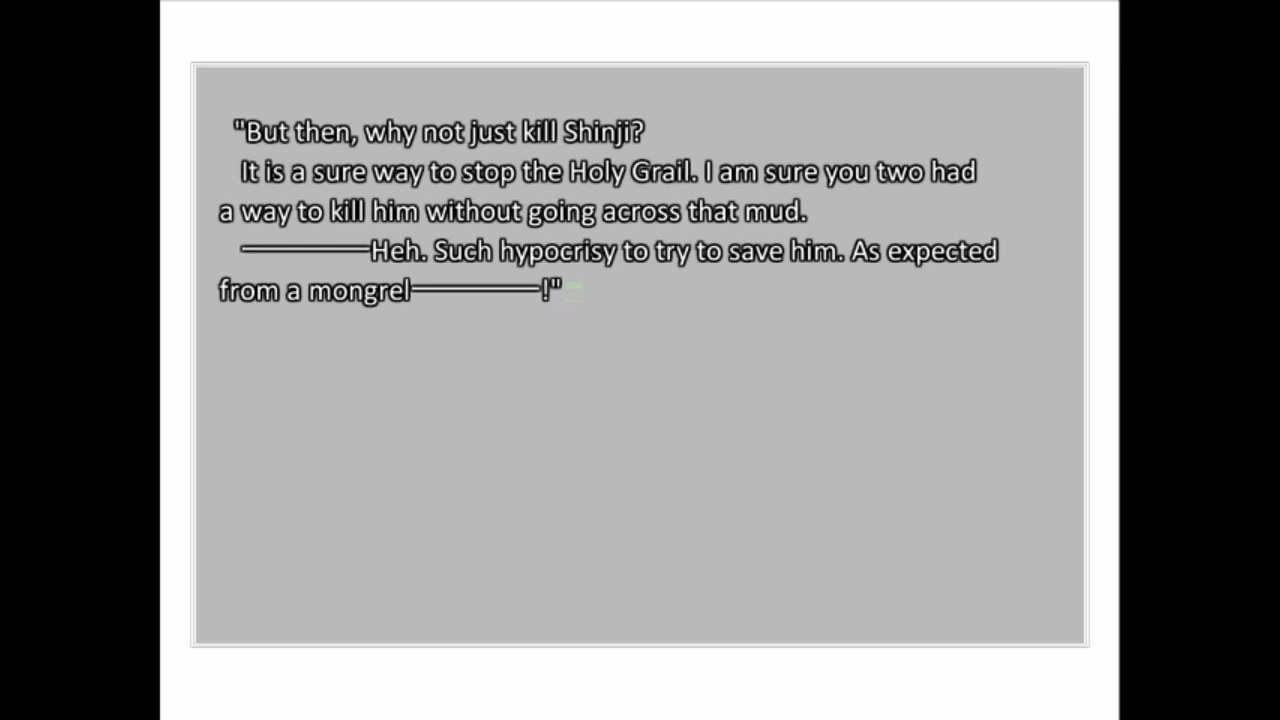 "But then, why not just kill Shinji?
It is a sure way to stop the Holy Grail. I am sure you two had
a way to kill him without going across that mud.
————Heh. Such hypocrisy to try to save him. As expected
from a mongrel————!"